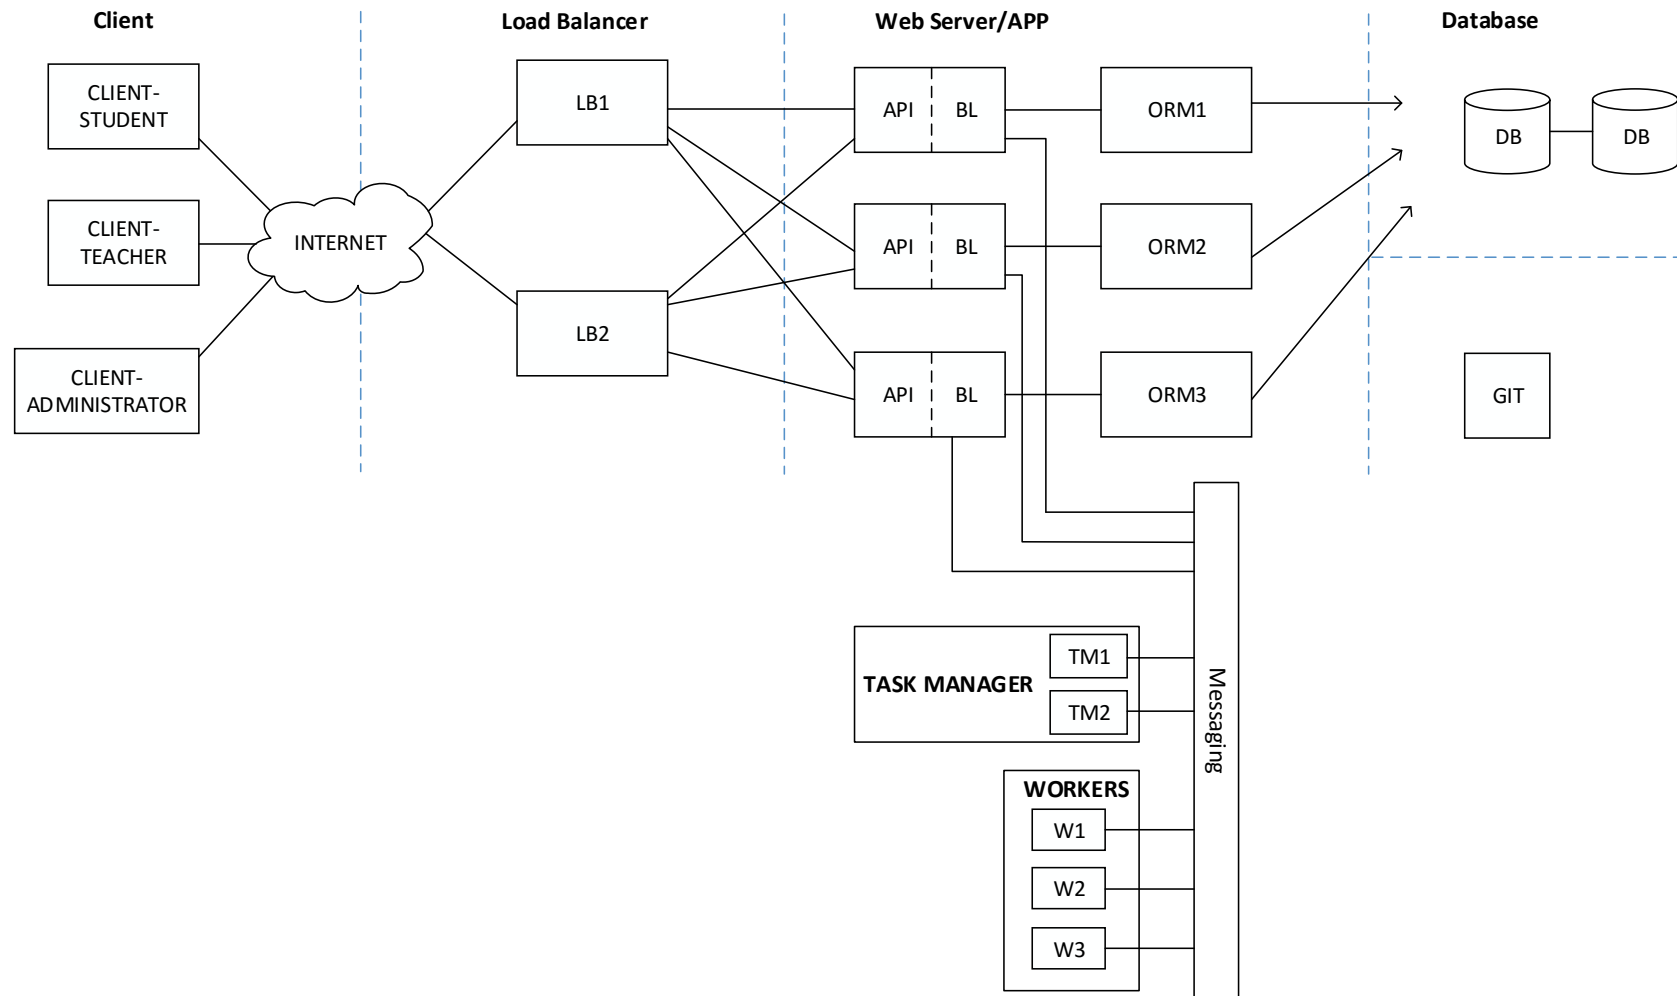 Client
Load Balancer
Web Server/APP
Database
CLIENT-
STUDENT
CLIENT-
TEACHER
CLIENT-
ADMINISTRATOR
INTERNET
LB1
LB2
API
BL
ORM1
API
BL
ORM2
API
BL
ORM3
DB
DB
GIT
Messaging
TASK MANAGER
TM1
TM2
WORKERS
W1
W2
W3